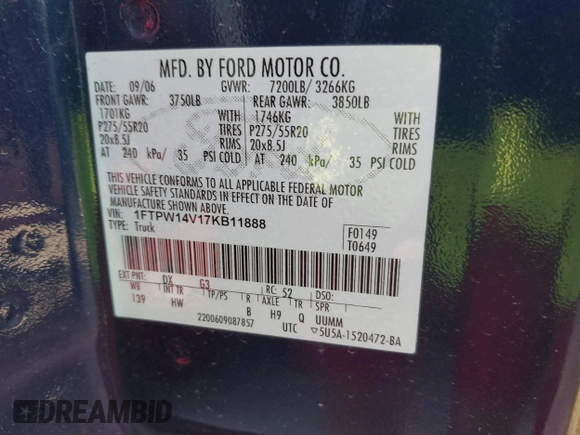 MFD. BY FORD MOTOR CO.
DATE: 09/06 GVWR: 7200LB/ 3266KG
FRONT GAWR: 3750LB REAR GAWR: 3850LB
1701KG WITH 1746KG WITH
P275/55R20 TIRES P275/55R20 TIRES
20x8.5J RIMS 20x8.5J RIMS
AT 240 kPa/ 35 PSI COLD AT 240 kPa/ 35 PSI COLD
THIS VEHICLE CONFORMS TO ALL APPLICABLE FEDERAL MOTOR
VEHICLE SAFETY STANDARDS IN EFFECT ON THE DATE OF
MANUFACTURE SHOWN ABOVE.
VIN: 1FTPW14V17KB11888
TYPE: Truck
F0149
T0649
EXT PNT: DX G3 RC: 52 DSO:
WB INT TR TP/PS R AXLE TR SPR
139 HW B H9 Q UUMM
2200609087857 UTC ▽5U5A-1520472-BA
DREAMBID